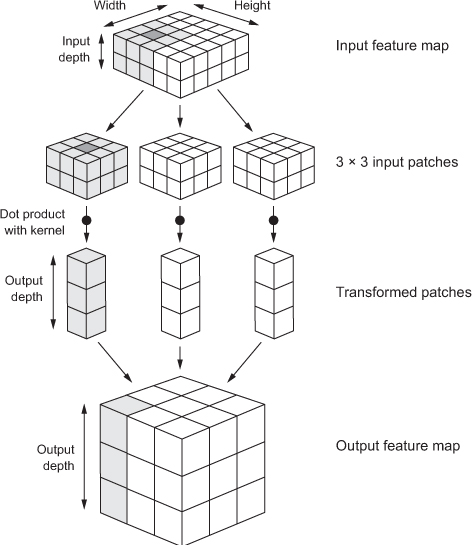 Width
Height
Input
depth
Input feature map
3 × 3 input patches
Dot product
with kernel
Output
depth
Transformed patches
Output
depth
Output feature map